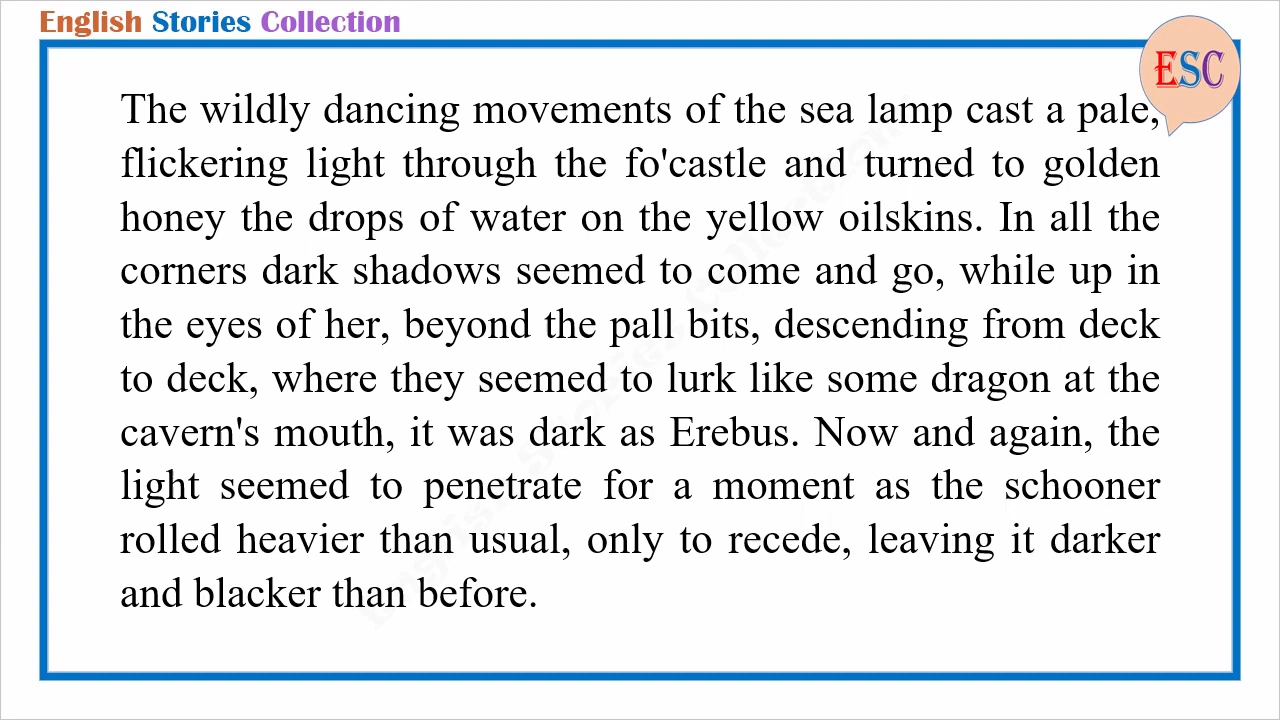 English Stories Collection
ESC
The wildly dancing movements of the sea lamp cast a pale,
flickering light through the fo'castle and turned to golden
honey the drops of water on the yellow oilskins. In all the
corners dark shadows seemed to come and go, while up in
the eyes of her, beyond the pall bits, descending from deck
to deck, where they seemed to lurk like some dragon at the
cavern's mouth, it was dark as Erebus. Now and again, the
light seemed to penetrate for a moment as the schooner
rolled heavier than usual, only to recede, leaving it darker
and blacker than before.
English Stories Collection